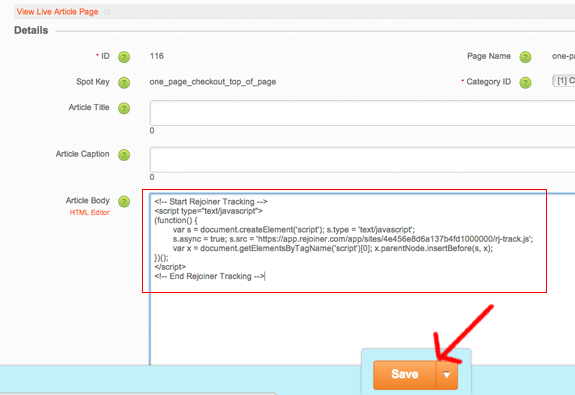 View Live Article Page
Details
* ID ? 116 Page Name ? one-pa
Spot Key ? one_page_checkout_top_of_page * Category ID ? [1] C
Article Title ?
0
Article Caption ?
0
Article Body ?
HTML Editor
<!-- Start Rejoiner Tracking -->
<script type="text/javascript">
(function() {
var s = document.createElement('script'); s.type = 'text/javascript';
s.async = true; s.src = 'https://app.rejoiner.com/app/sites/4e456e8d6a137b4fd1000000/rj-track.js';
var x = document.getElementsByTagName('script')[0]; x.parentNode.insertBefore(s, x);
})();
</script>
<!-- End Rejoiner Tracking -->
Save